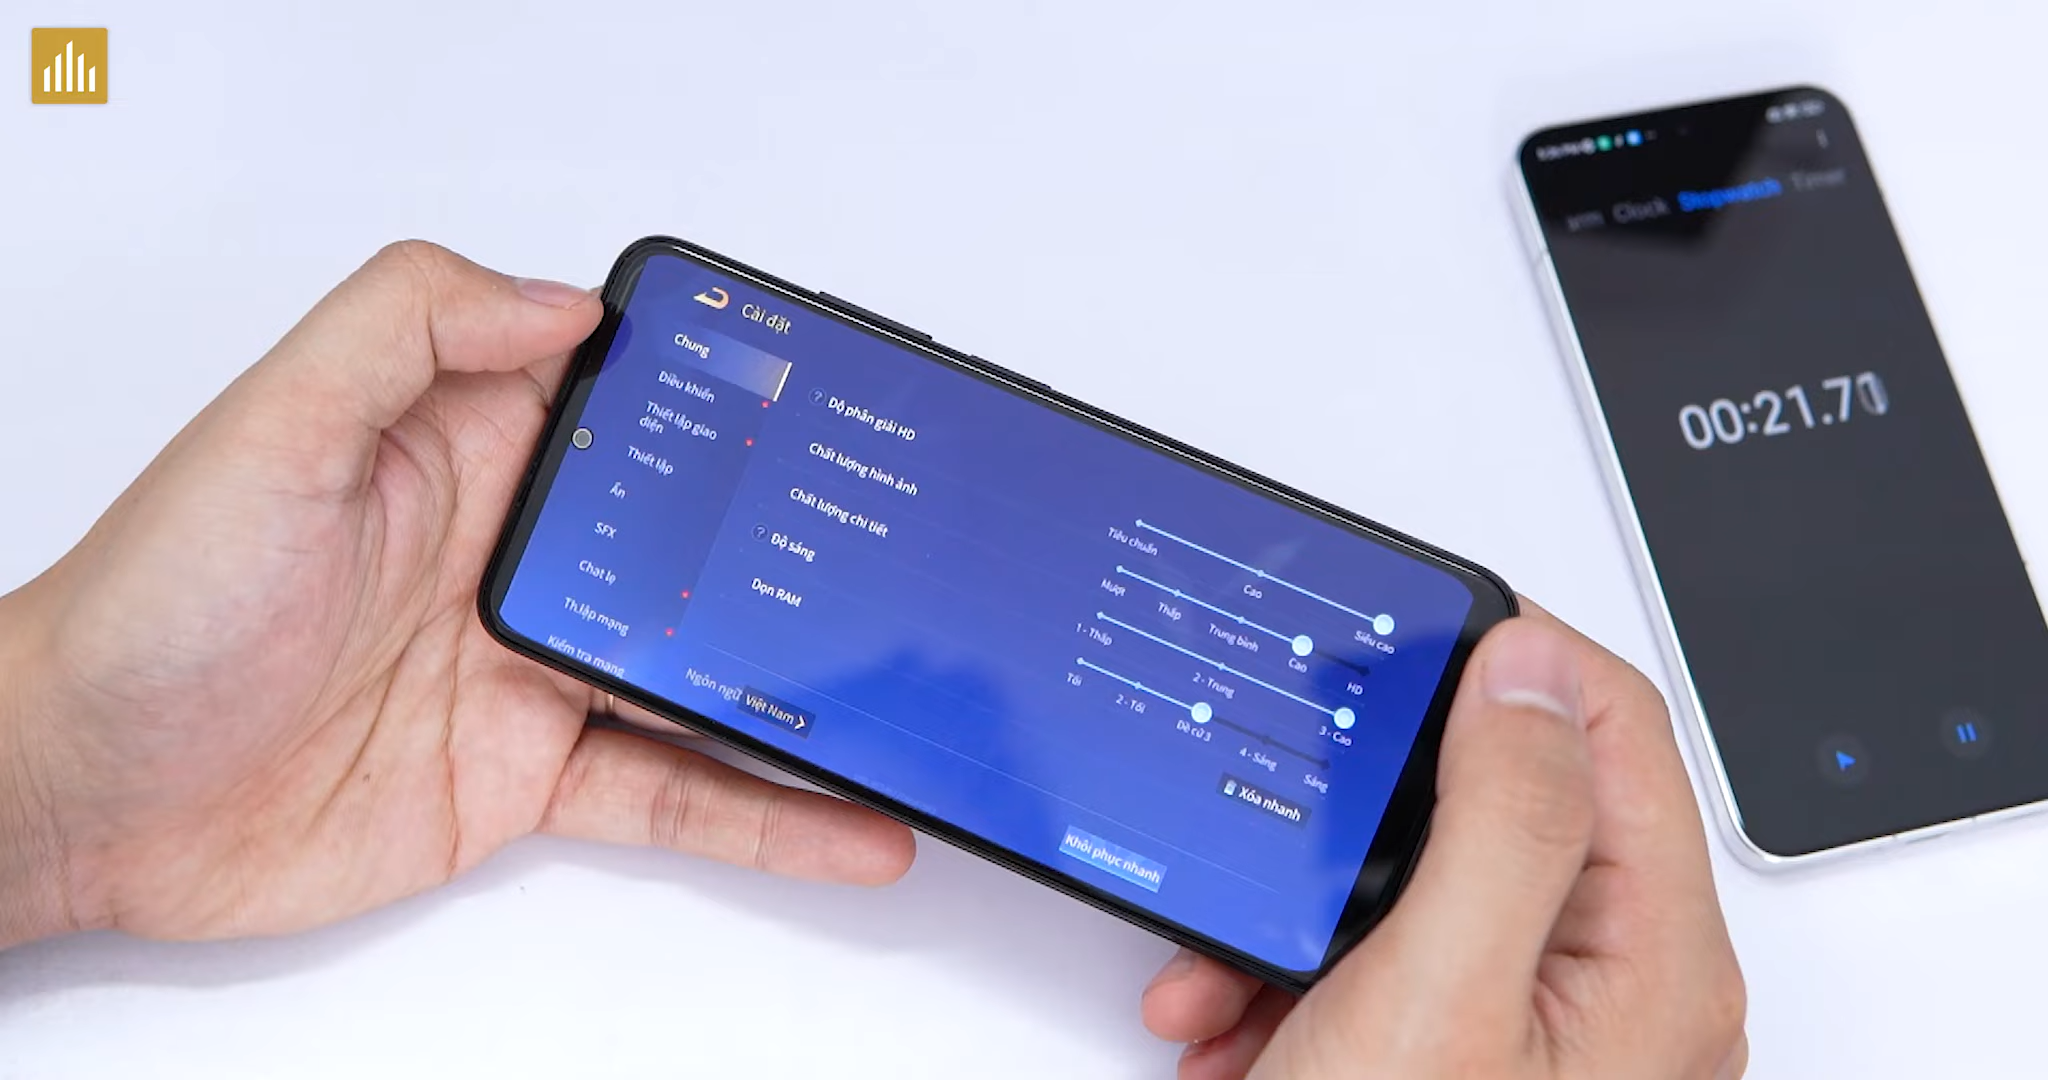 Cài đặt
Chung
Điều khiển
Thiết lập giao
diện
Thiết lập
Ẩn
SFX
Chat lẹ
Th.lập mạng
Kiểm tra mạng
Độ phân giải HD
Tiêu chuẩn
Cao
Siêu cao
Chất lượng hình ảnh
Mượt
Thấp
Trung bình
Cao
HD
Chất lượng chi tiết
1 - Thấp
2 - Trung
3 - Cao
Độ sáng
Tối
2 - Tối
Đề cử 3
4 - Sáng
Sáng
Dọn RAM
Xóa nhanh
Ngôn ngữ
Việt Nam
Khôi phục nhanh
Clock Stopwatch Timer
00:21.7